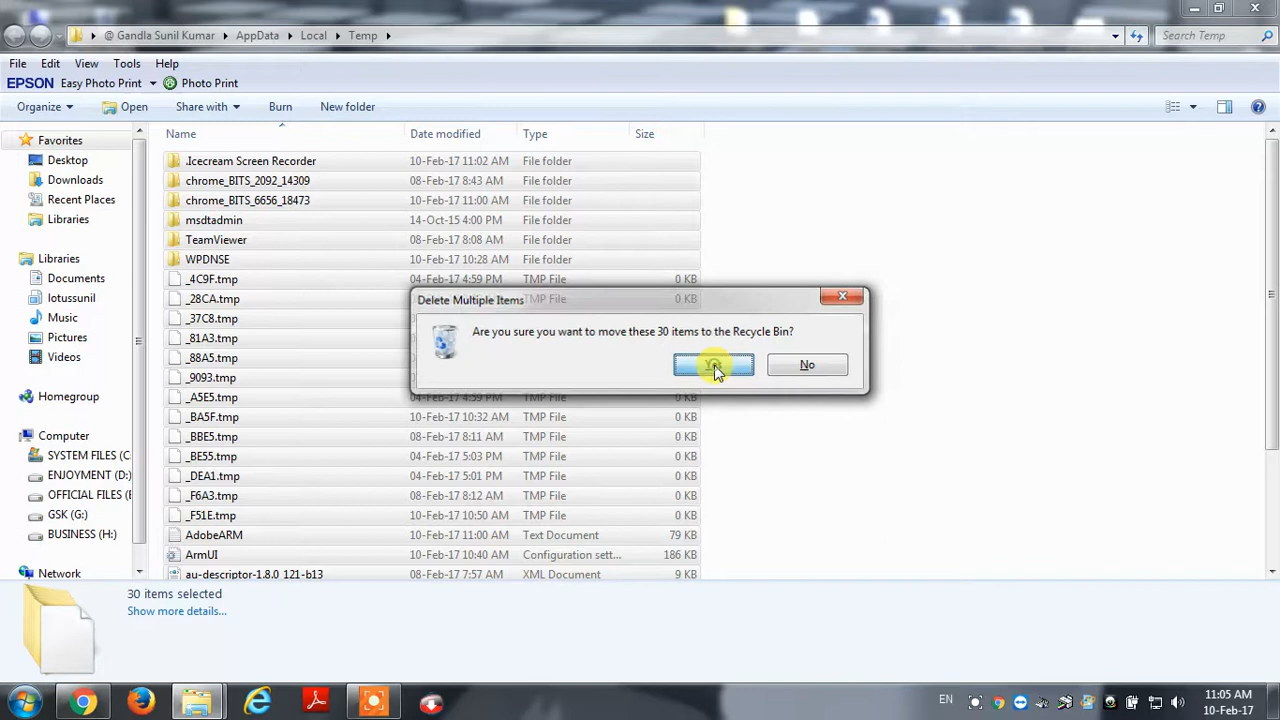 @ Gandla Sunil Kumar AppData Local Temp Search Temp
File Edit View Tools Help
EPSON Easy Photo Print Photo Print
Organize Open Share with Burn New folder
Name Date modified Type Size
Favorites
Desktop
Downloads
Recent Places
Libraries
Libraries
Documents
lotussunil
Music
Pictures
Videos
Homegroup
Computer
SYSTEM FILES (C
ENJOYMENT (D:)
OFFICIAL FILES (E
GSK (G:)
BUSINESS (H:)
Network
.Icecream Screen Recorder 10-Feb-17 11:02 AM File folder
chrome_BITS_2092_14309 08-Feb-17 8:43 AM File folder
chrome_BITS_6656_18473 10-Feb-17 11:00 AM File folder
msdtadmin 14-Oct-15 4:00 PM File folder
TeamViewer 08-Feb-17 8:08 AM File folder
WPDNSE 10-Feb-17 10:28 AM File folder
_4C9F.tmp 04-Feb-17 4:59 PM TMP File 0 KB
_28CA.tmp TMP File 0 KB
_37C8.tmp
_81A3.tmp
_88A5.tmp
_9093.tmp
_A5E5.tmp 04-Feb-17 4:59 PM TMP File 0 KB
_BA5F.tmp 10-Feb-17 10:32 AM TMP File 0 KB
_BBE5.tmp 08-Feb-17 8:11 AM TMP File 0 KB
_BE55.tmp 04-Feb-17 5:03 PM TMP File 0 KB
_DEA1.tmp 04-Feb-17 5:01 PM TMP File 0 KB
_F6A3.tmp 08-Feb-17 8:12 AM TMP File 0 KB
_F51E.tmp 10-Feb-17 10:50 AM TMP File 0 KB
AdobeARM 10-Feb-17 11:00 AM Text Document 79 KB
ArmUI 10-Feb-17 10:40 AM Configuration sett... 186 KB
au-descriptor-1.8.0_121-b13 08-Feb-17 7:57 AM XML Document 9 KB
Delete Multiple Items
Are you sure you want to move these 30 items to the Recycle Bin?
Yes No
30 items selected
Show more details...
EN 11:05 AM
10-Feb-17